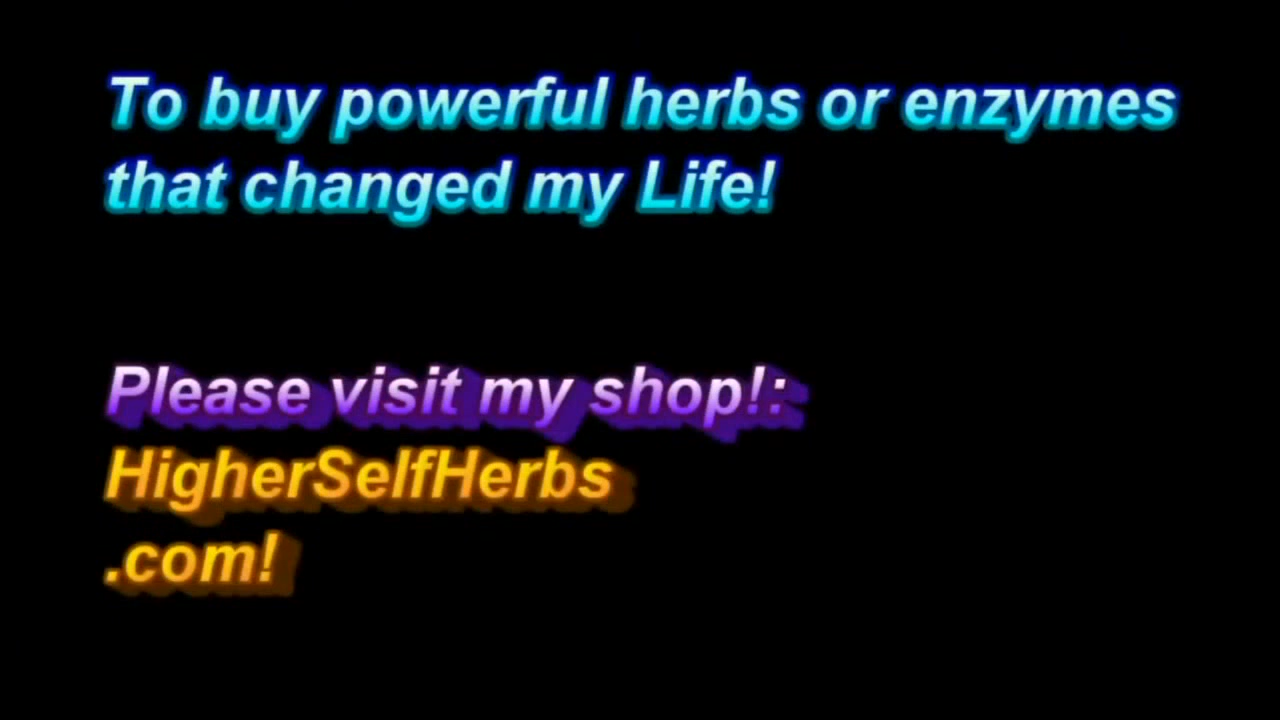 To buy powerful herbs or enzymes
that changed my Life!
Please visit my shop!:
HigherSelfHerbs
.com!